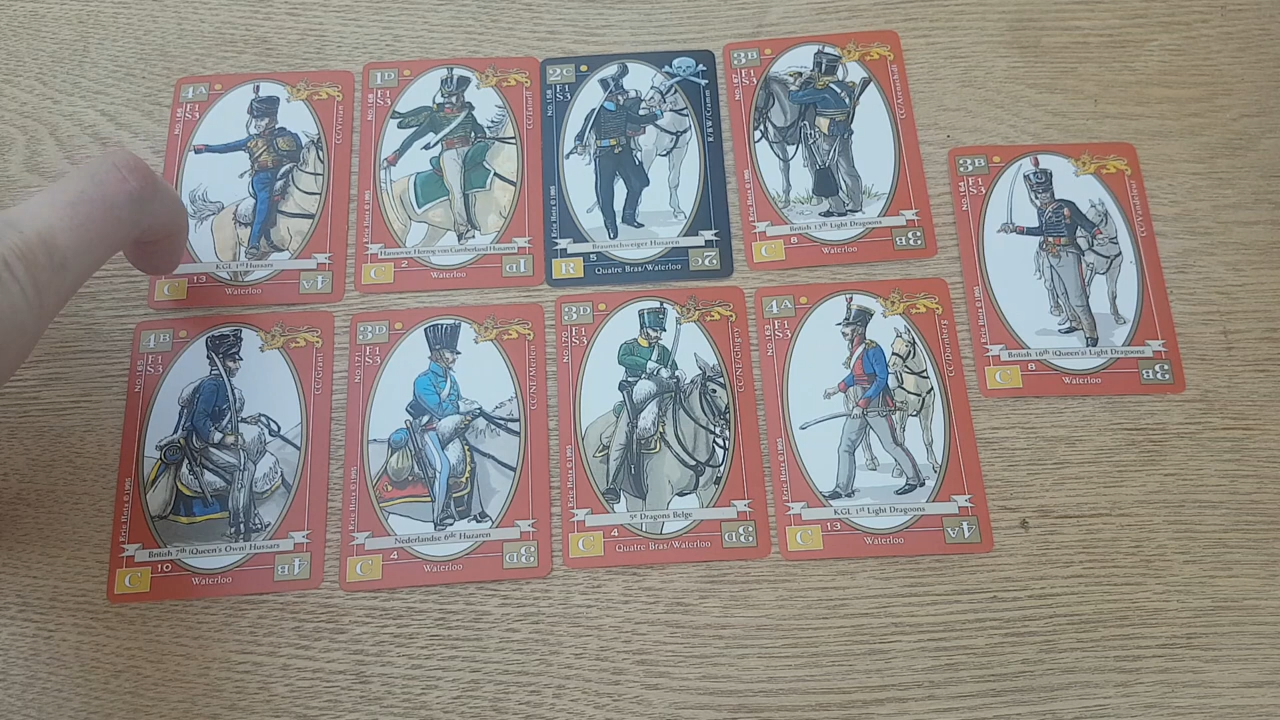 4A
F1
S3
No.166
CC/Vivian
KGL 1st Hussars
C
13
Waterloo
4A
1D
F1
S3
No.168
CC/Estorff
Eric Hotz © 1995
Hannover Herzog von Cumberland Husaren
C
2
Waterloo
1D
2C
F1
S3
No.158
R/BW/Cramm
Eric Hotz © 1995
Braunschweiger Husaren
R
5
Quatre Bras/Waterloo
2C
3B
F1
S3
No.167
CC/Arenschild
Eric Hotz © 1995
British 13th Light Dragoons
C
8
Waterloo
3B
3B
F1
S3
No.164
CC/Vandeleur
Eric Hotz © 1995
British 16th (Queen's) Light Dragoons
C
8
Waterloo
3B
4B
F1
S3
No.165
CC/Grant
Eric Hotz © 1995
British 7th (Queen's Own) Hussars
C
10
Waterloo
4B
3D
F1
S3
No.171
CC/NE/Merlen
Eric Hotz © 1995
Nederlandse 6de Huzaren
C
4
Waterloo
3D
3D
F1
S3
No.170
CC/NE/Ghigny
Eric Hotz © 1995
5e Dragons Belge
C
4
Quatre Bras/Waterloo
3D
4A
F1
S3
No.163
CC/Dornberg
Eric Hotz © 1995
KGL 1st Light Dragoons
C
13
Waterloo
4A